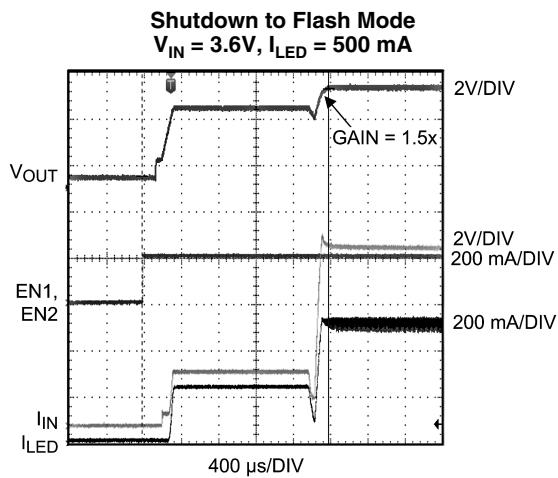 Shutdown to Flash Mode
VIN = 3.6V, ILED = 500 mA
T
2V/DIV
GAIN = 1.5x
VOUT
2V/DIV
200 mA/DIV
EN1,
EN2
200 mA/DIV
IIN
ILED
400 µs/DIV